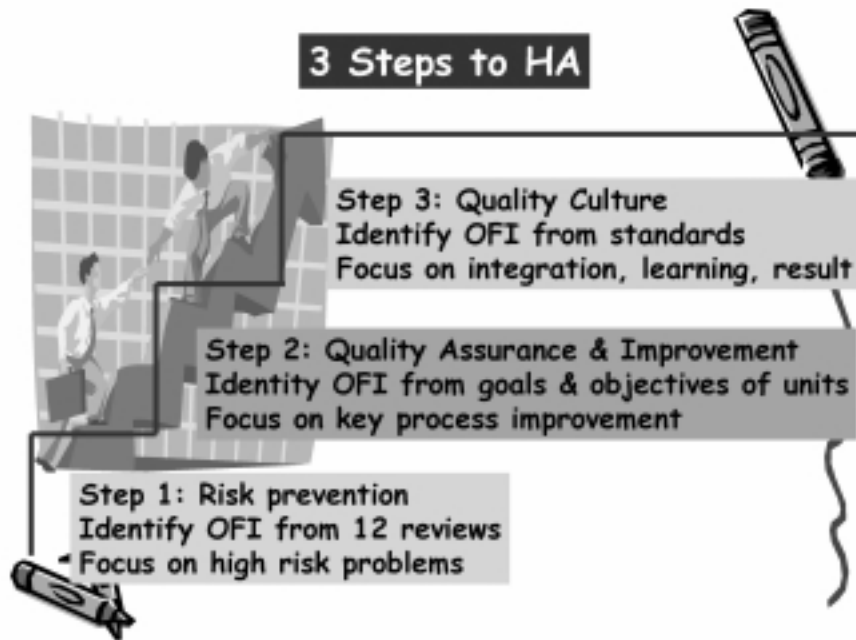 3 Steps to HA
Step 3: Quality Culture
Identify OFI from standards
Focus on integration, learning, result
Step 2: Quality Assurance & Improvement
Identity OFI from goals & objectives of units
Focus on key process improvement
Step 1: Risk prevention
Identify OFI from 12 reviews
Focus on high risk problems